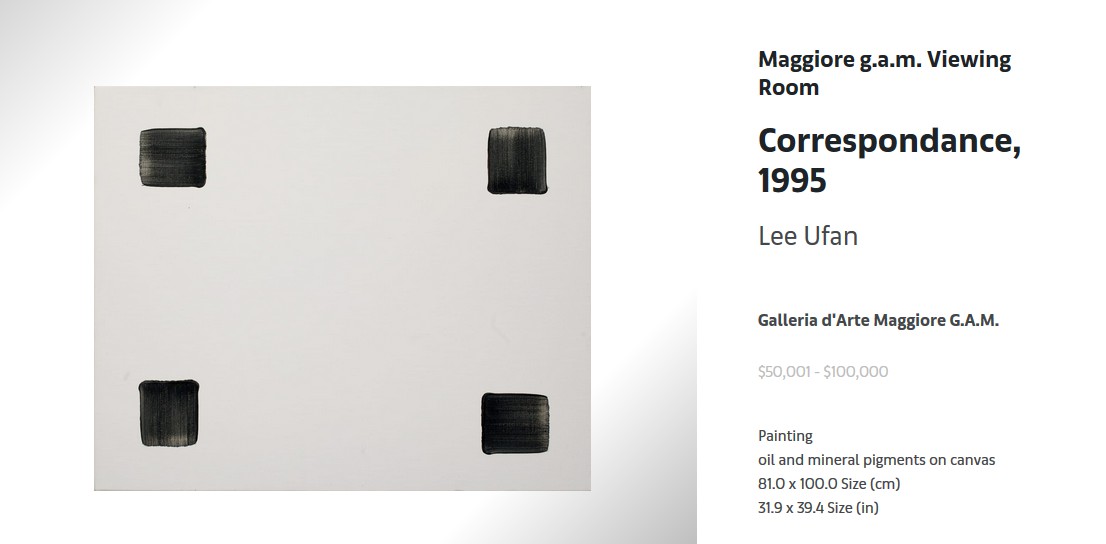 Maggiore g.a.m. Viewing
Room
Correspondance,
1995
Lee Ufan
Galleria d'Arte Maggiore G.A.M.
$50,001 - $100,000
Painting
oil and mineral pigments on canvas
81.0 x 100.0 Size (cm)
31.9 x 39.4 Size (in)